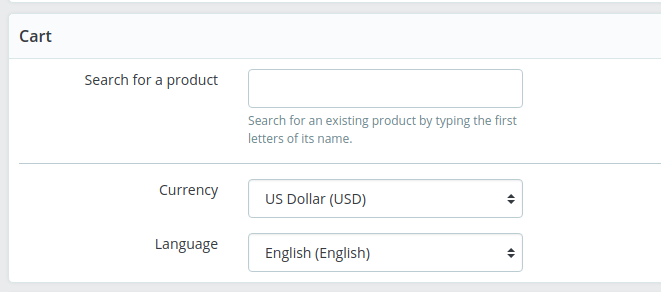 Cart
Search for a product
Search for an existing product by typing the first
letters of its name.
Currency
US Dollar (USD)
Language
English (English)